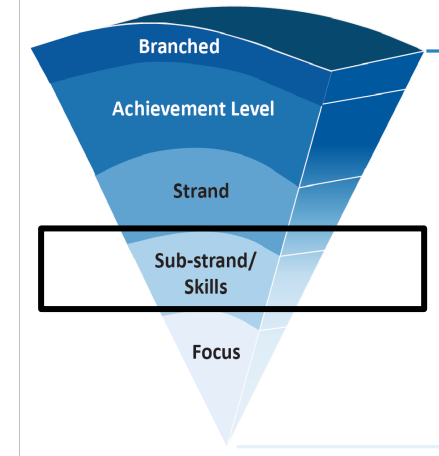 Branched
Achievement Level
Strand
Sub-strand/
Skills
Focus